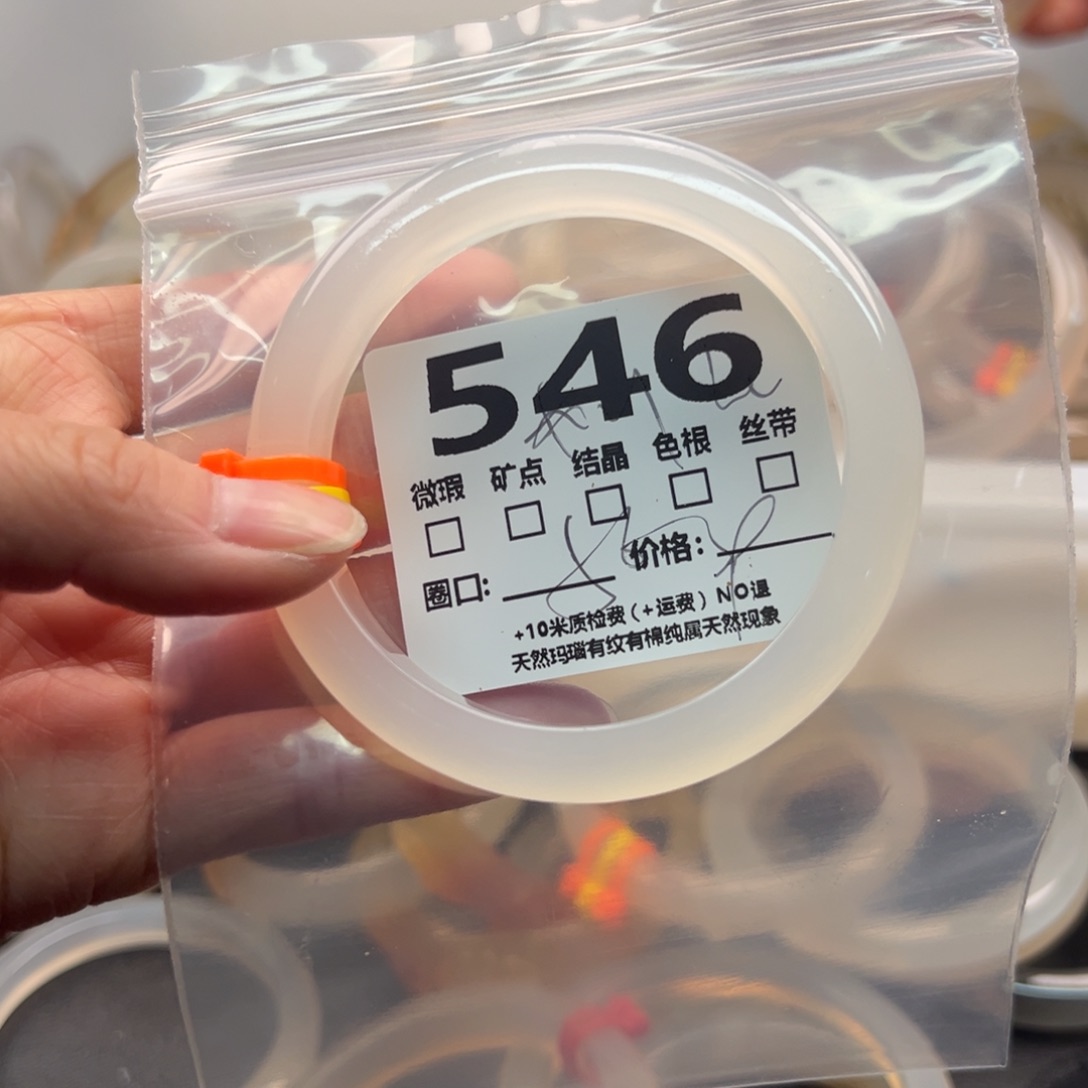 546
微瑕 矿点 结晶 色根 丝带
圈口: 价格:
+10米质检费(+运费)NO退
天然玛瑙有纹有棉纯属天然现象